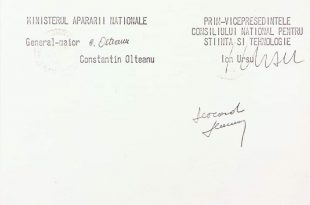 MINISTERUL APARARII NATIONALE
General-maior
Constantin Olteanu
PRIM-VICEPRESEDINTELE
CONSILIULUI NATIONAL PENTRU
STIINTA SI TEHNOLOGIE
Ion Ursu